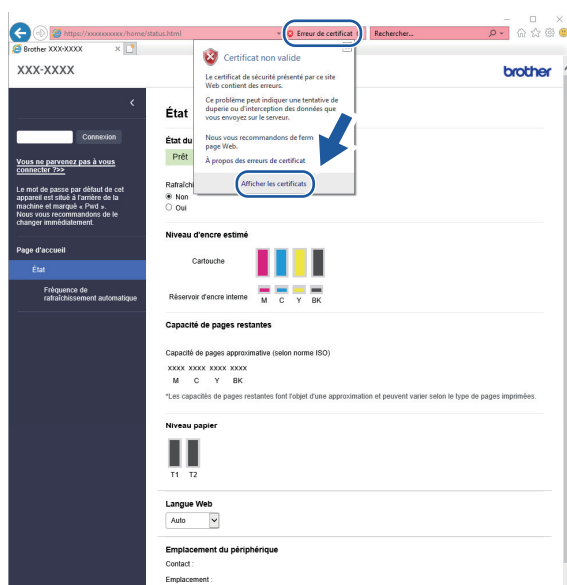 https://xxxxxxxxxx/home/status.html
Erreur de certificat
Rechercher...
Brother XXX-XXXX
XXX-XXXX
brother
Certificat non valide
Le certificat de sécurité présenté par ce site
Web contient des erreurs.
Ce problème peut indiquer une tentative de
duperie ou d'interception des données que
vous envoyez sur le serveur.
Nous vous recommandons de ferm
page Web.
À propos des erreurs de certificat
Afficher les certificats
Connexion
Vous ne parvenez pas à vous
connecter ?>>
Le mot de passe par défaut de cet
appareil est situé à l'arrière de la
machine et marqué « Pwd ».
Nous vous recommandons de le
changer immédiatement.
Page d'accueil
État
Fréquence de
rafraîchissement automatique
État
État du
Prêt
Rafraîch
Non
Oui
Niveau d'encre estimé
Cartouche
Réservoir d'encre interne
M C Y BK
Capacité de pages restantes
Capacité de pages approximative (selon norme ISO)
xxxx xxxx xxxx xxxx
M C Y BK
*Les capacités de pages restantes font l'objet d'une approximation et peuvent varier selon le type de pages imprimées.
Niveau papier
T1 T2
Langue Web
Auto
Emplacement du périphérique
Contact :
Emplacement :